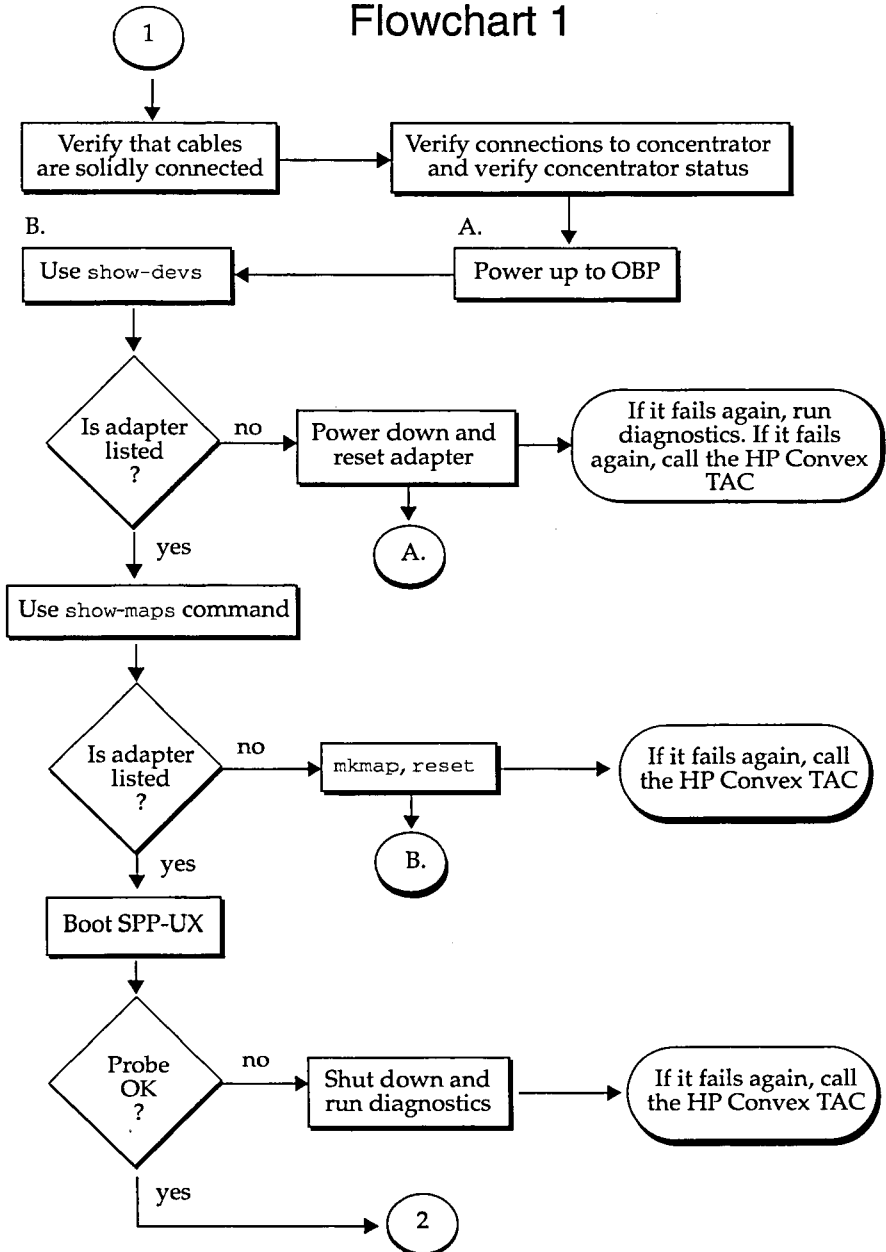 Flowchart 1
1
Verify that cables
are solidly connected
Verify connections to concentrator
and verify concentrator status
B.
A.
Use show-devs
Power up to OBP
Is adapter
listed
?
no
Power down and
reset adapter
If it fails again, run
diagnostics. If it fails
again, call the HP Convex
TAC
yes
A.
Use show-maps command
Is adapter
listed
?
no
mkmap, reset
If it fails again, call
the HP Convex TAC
yes
B.
Boot SPP-UX
Probe
OK
?
no
Shut down and
run diagnostics
If it fails again, call
the HP Convex TAC
yes
2